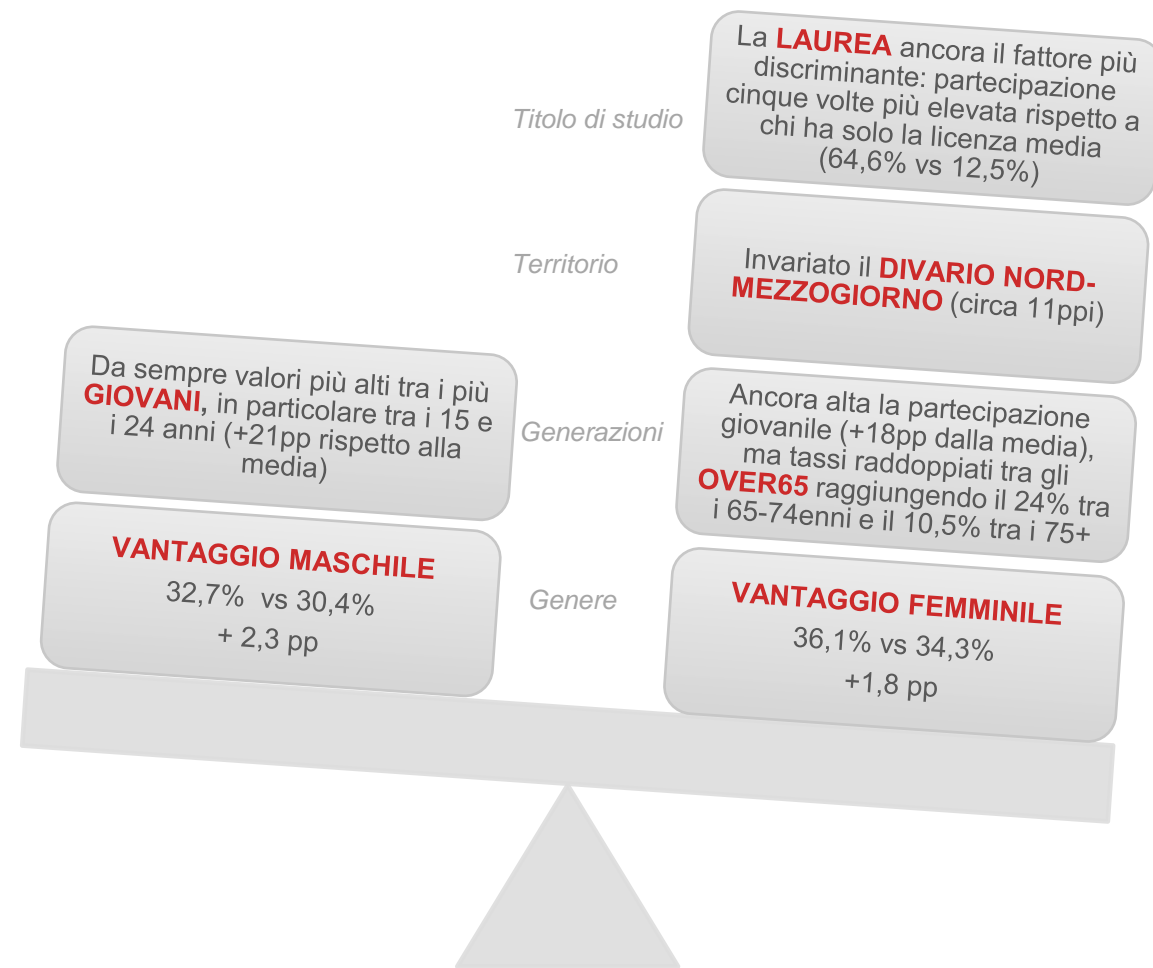 La LAUREA ancora il fattore più
discriminante: partecipazione
cinque volte più elevata rispetto a
chi ha solo la licenza media
(64,6% vs 12,5%)
Titolo di studio
Territorio
Invariato il DIVARIO NORD-
MEZZOGIORNO (circa 11ppi)
Da sempre valori più alti tra i più
GIOVANI, in particolare tra i 15 e
i 24 anni (+21pp rispetto alla
media)
Generazioni
Ancora alta la partecipazione
giovanile (+18pp dalla media),
ma tassi raddoppiati tra gli
OVER65 raggiungendo il 24% tra
i 65-74enni e il 10,5% tra i 75+
VANTAGGIO MASCHILE
32,7% vs 30,4%
+ 2,3 pp
Genere
VANTAGGIO FEMMINILE
36,1% vs 34,3%
+1,8 pp